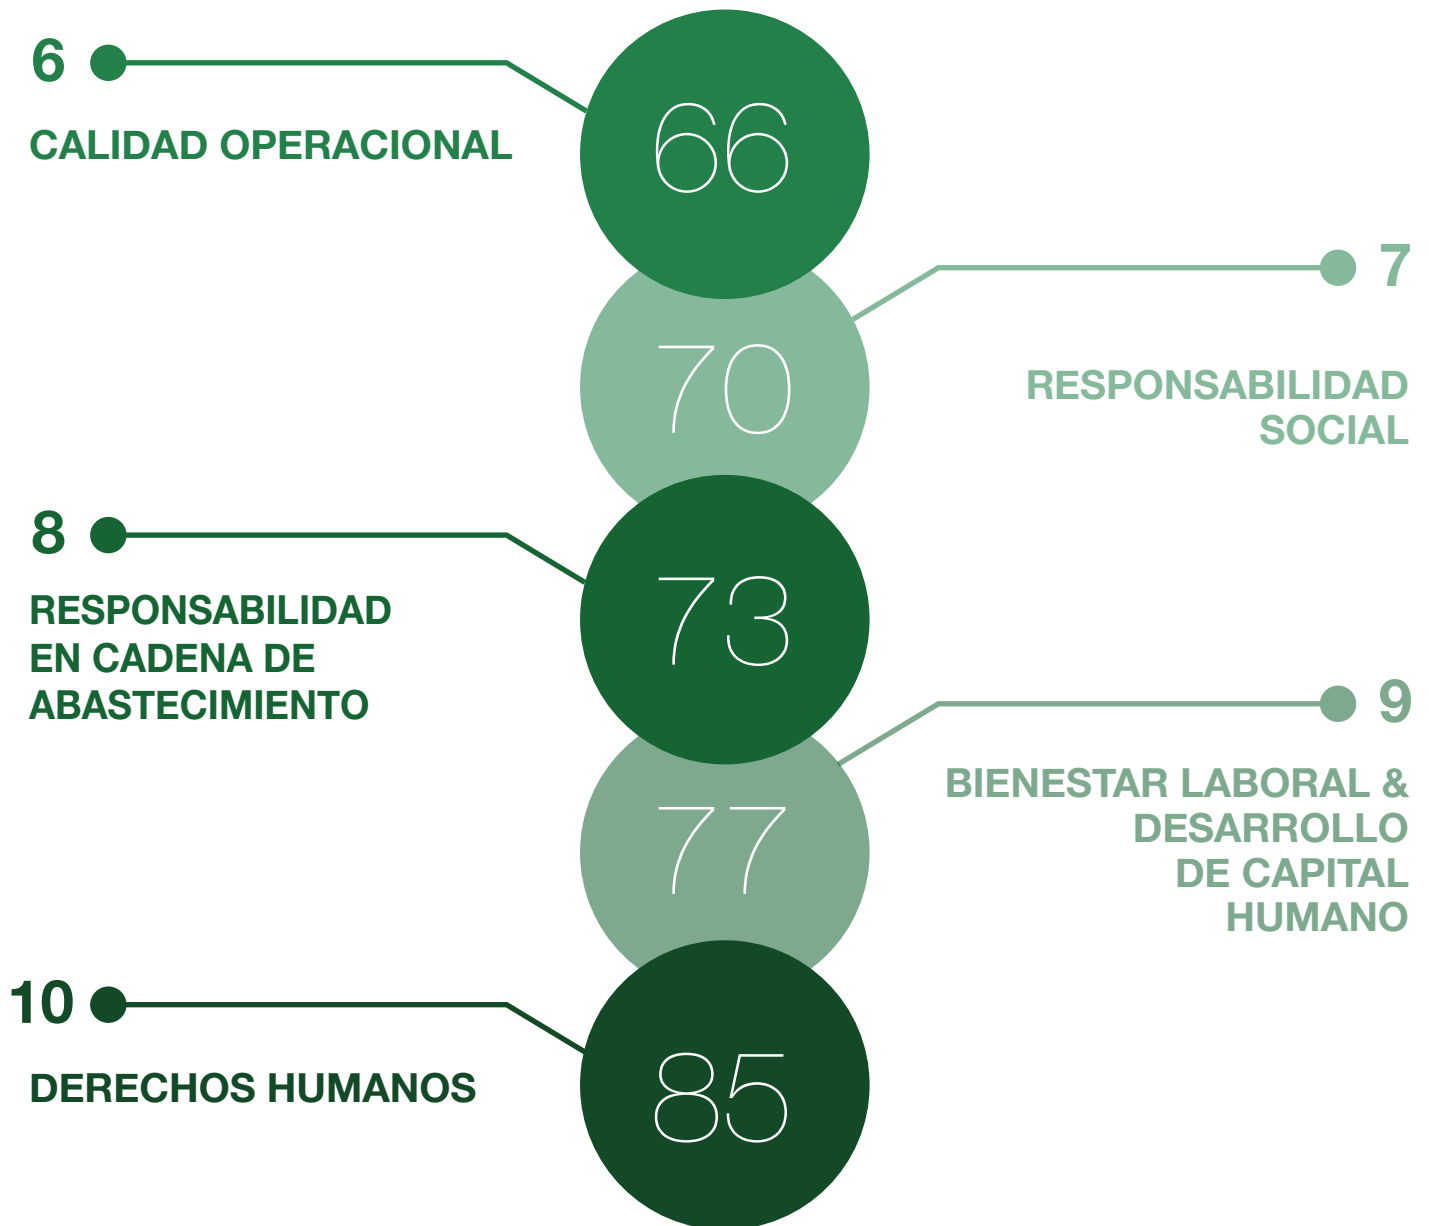 6
CALIDAD OPERACIONAL
66
7
RESPONSABILIDAD
SOCIAL
70
8
RESPONSABILIDAD
EN CADENA DE
ABASTECIMIENTO
73
9
BIENESTAR LABORAL &
DESARROLLO
DE CAPITAL
HUMANO
77
10
DERECHOS HUMANOS
85